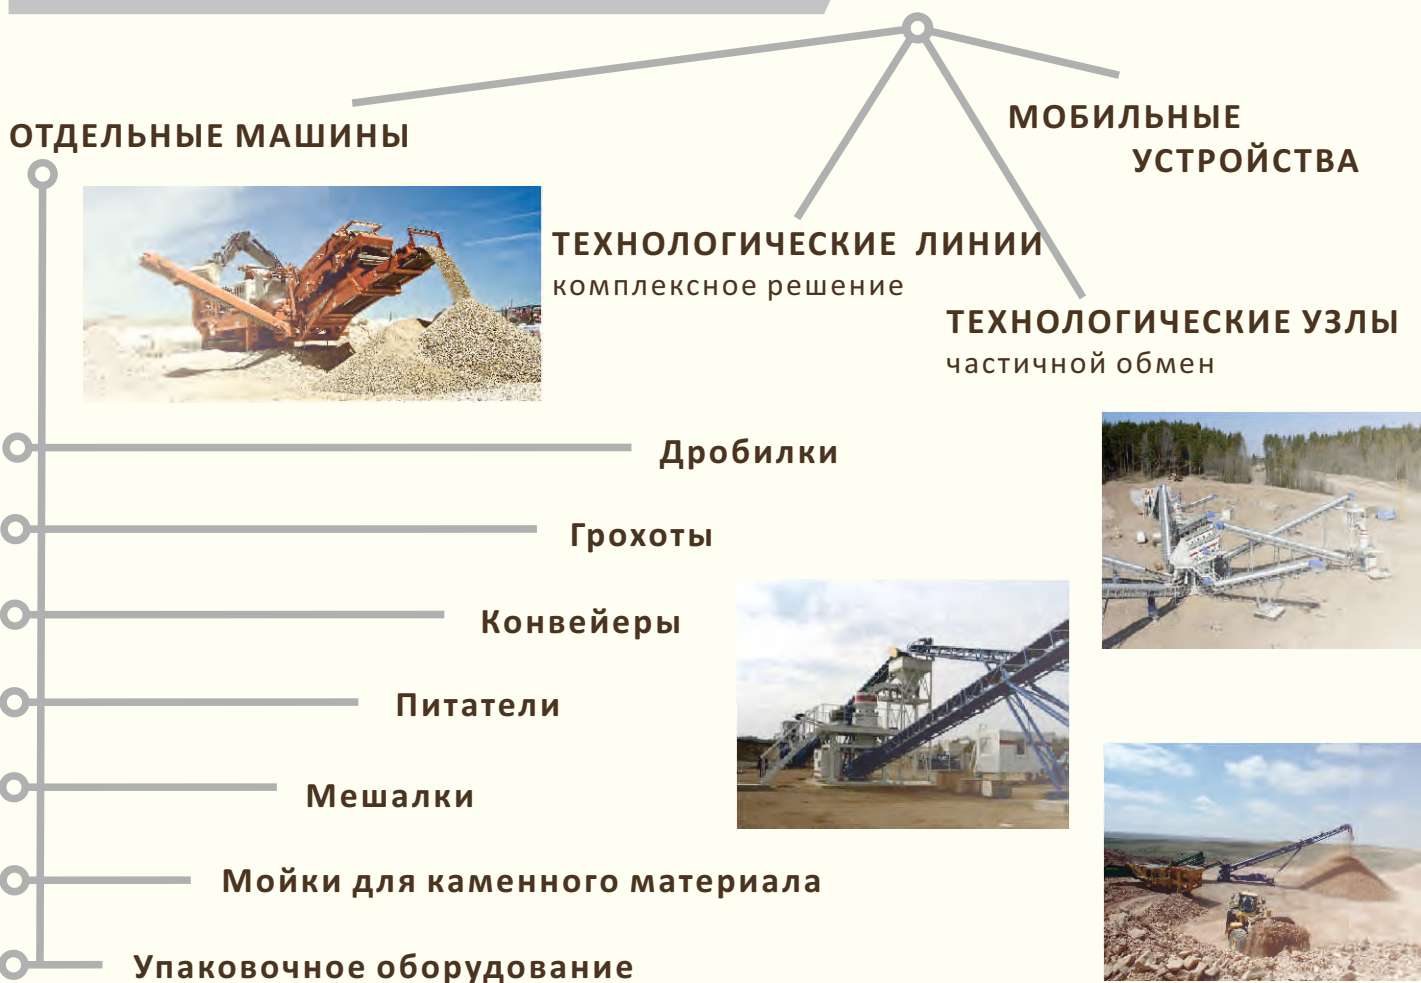 ОТДЕЛЬНЫЕ МАШИНЫ
МОБИЛЬНЫЕ
УСТРОЙСТВА
ТЕХНОЛОГИЧЕСКИЕ ЛИНИИ
комплексное решение
ТЕХНОЛОГИЧЕСКИЕ УЗЛЫ
частичной обмен
Дробилки
Грохоты
Конвейеры
Питатели
Мешалки
Мойки для каменного материала
Упаковочное оборудование